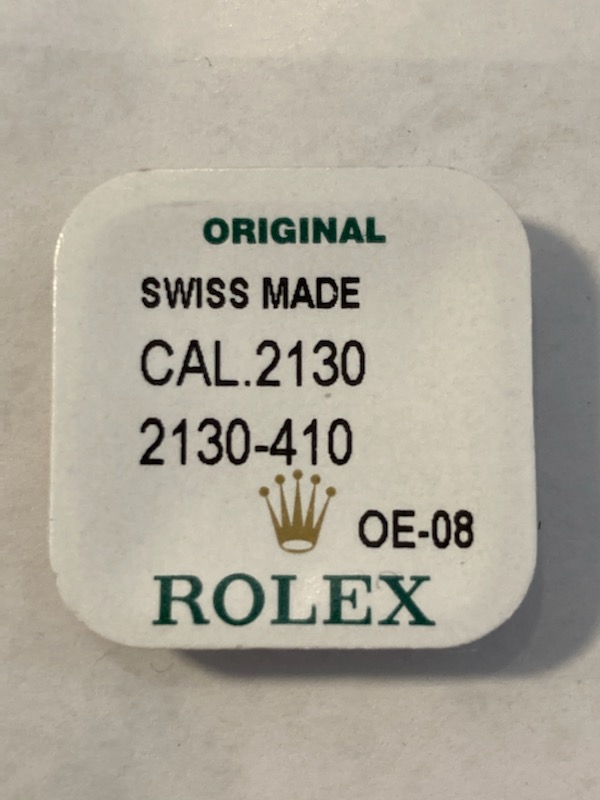 ORIGINAL
SWISS MADE
CAL.2130
2130-410
OE-08
ROLEX